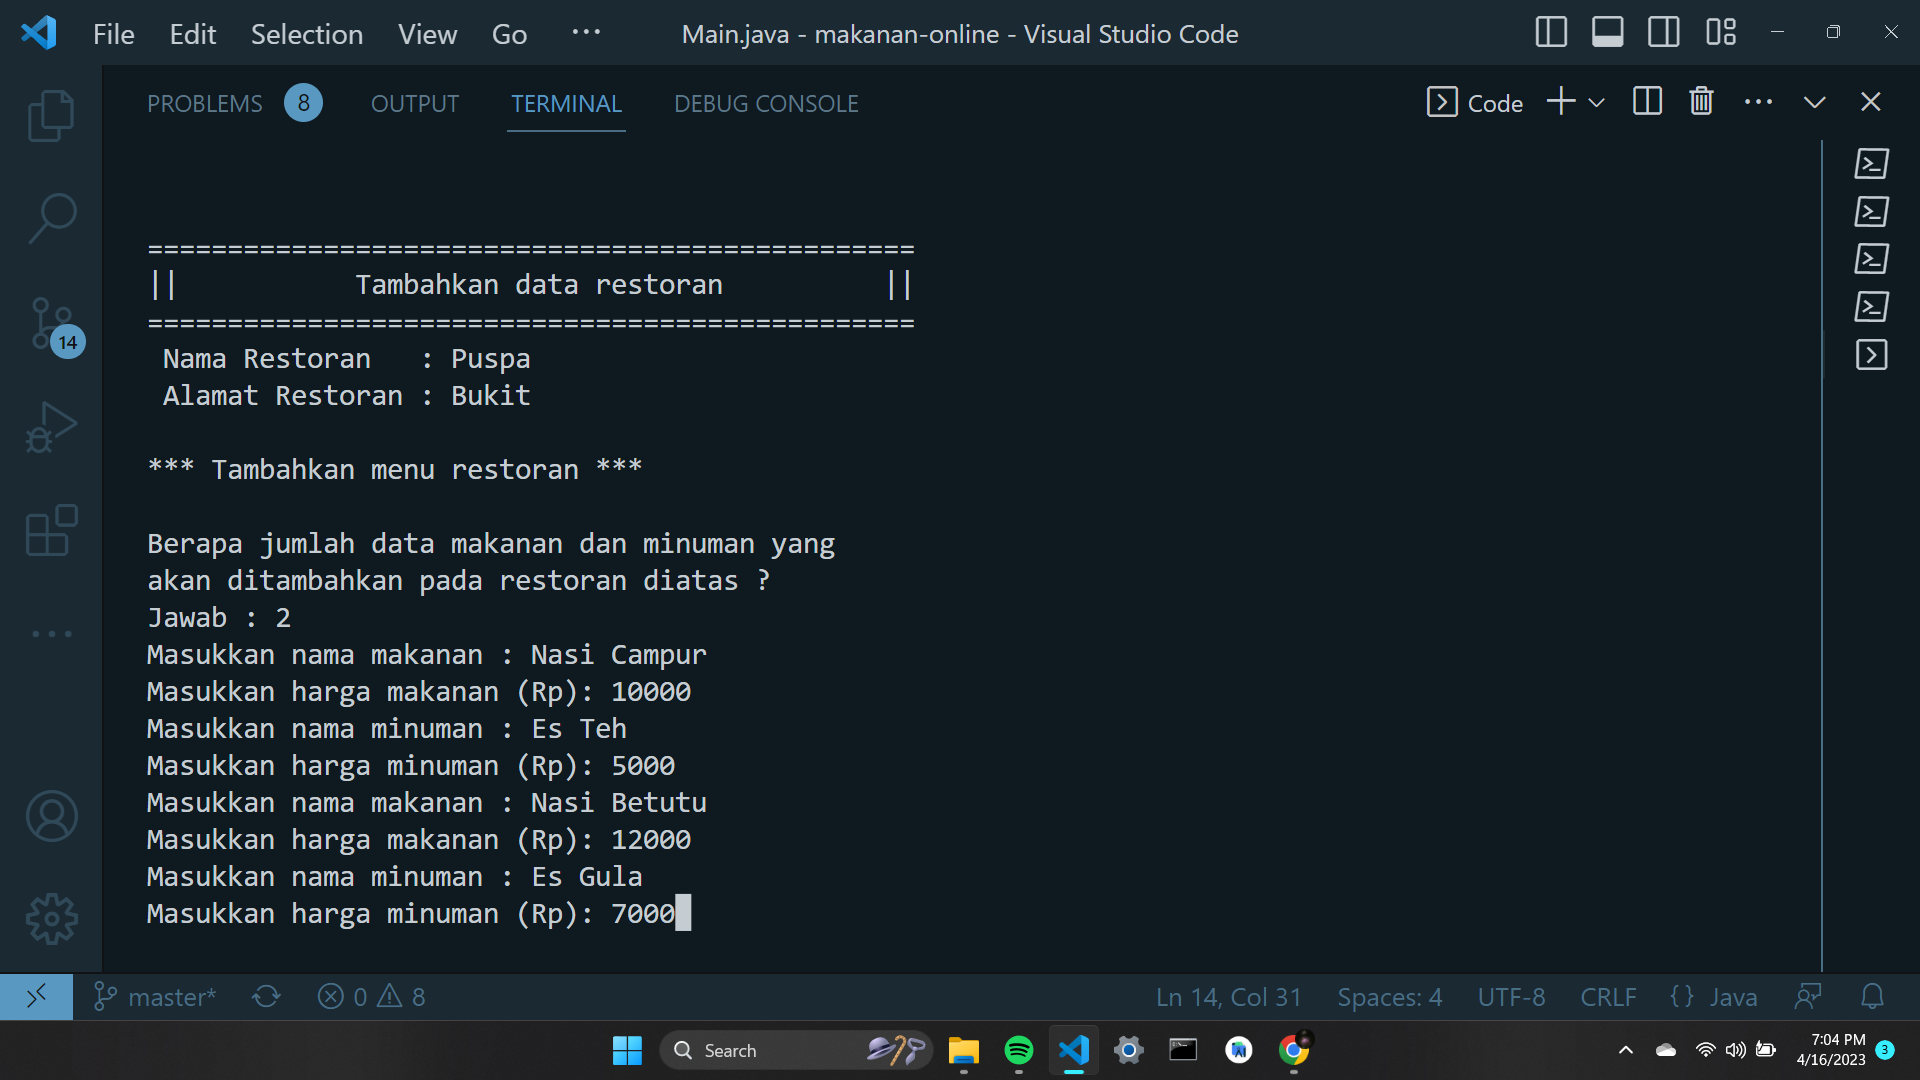 File Edit Selection View Go ··· Main.java - makanan-online - Visual Studio Code
PROBLEMS 8 OUTPUT TERMINAL DEBUG CONSOLE Code
14
================================================
|| Tambahkan data restoran ||
================================================
Nama Restoran : Puspa
Alamat Restoran : Bukit
*** Tambahkan menu restoran ***
Berapa jumlah data makanan dan minuman yang
akan ditambahkan pada restoran diatas ?
Jawab : 2
Masukkan nama makanan : Nasi Campur
Masukkan harga makanan (Rp): 10000
Masukkan nama minuman : Es Teh
Masukkan harga minuman (Rp): 5000
Masukkan nama makanan : Nasi Betutu
Masukkan harga makanan (Rp): 12000
Masukkan nama minuman : Es Gula
Masukkan harga minuman (Rp): 7000
master* 0 8 Ln 14, Col 31 Spaces: 4 UTF-8 CRLF {} Java
Search 7:04 PM
4/16/2023 3